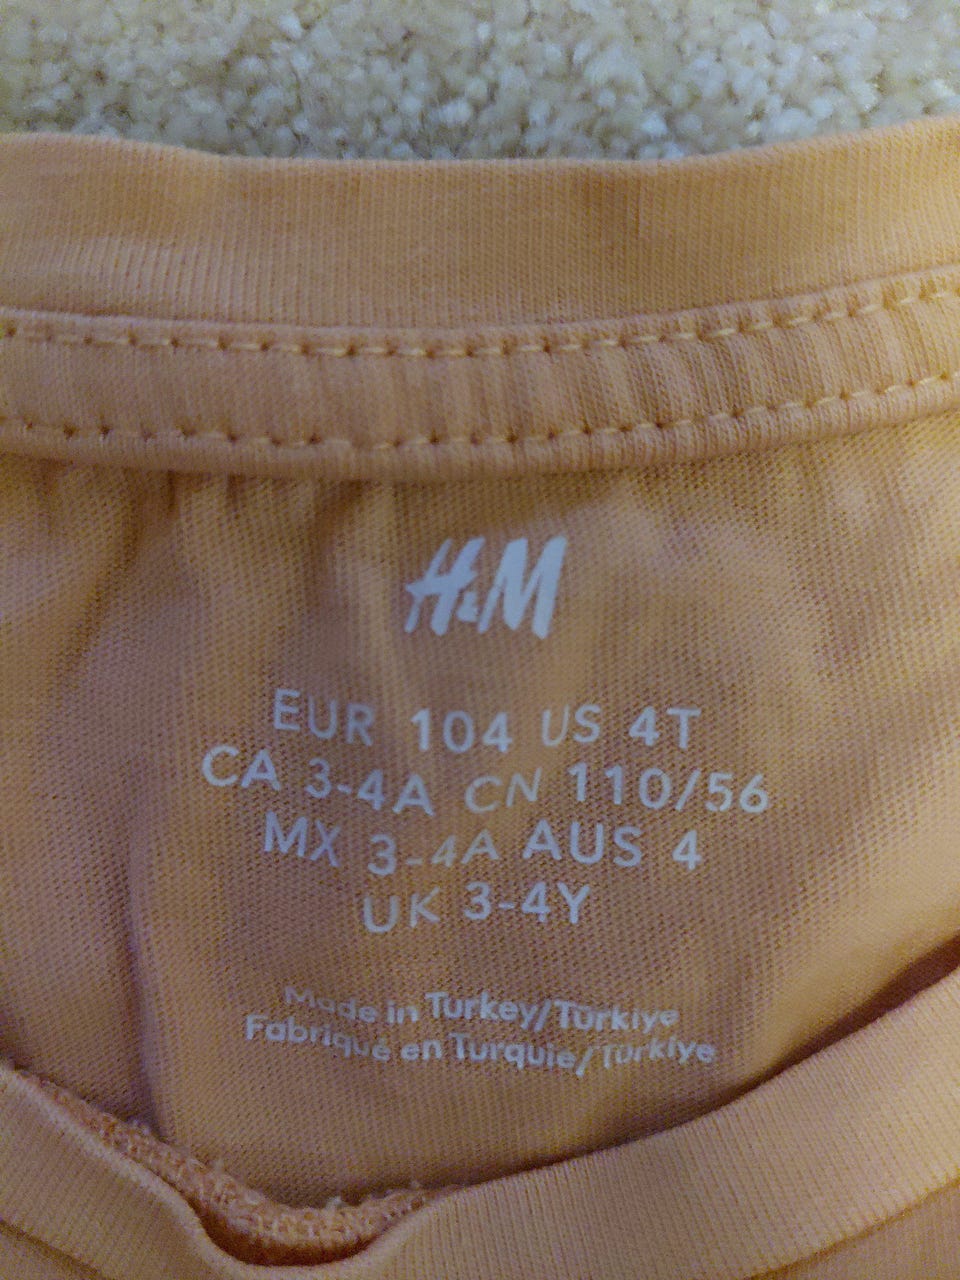 H&M
EUR 104 US 4T
CA 3-4A CN 110/56
MX 3-4A AUS 4
UK 3-4Y
Made in Turkey/Türkiye
Fabriqué en Turquie/Türkiye